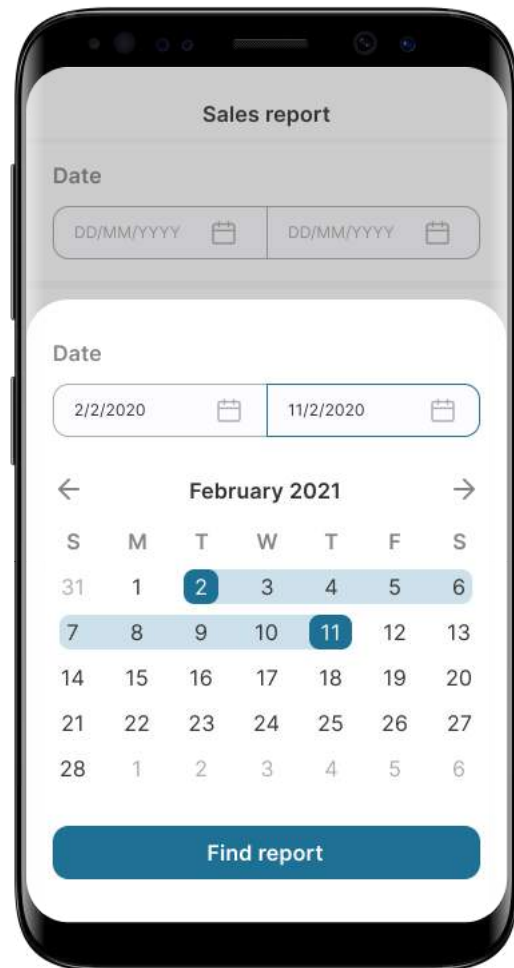 Sales report
Date
DD/MM/YYYY DD/MM/YYYY
Date
2/2/2020 11/2/2020
February 2021
S M T W T F S
31 1 2 3 4 5 6
7 8 9 10 11 12 13
14 15 16 17 18 19 20
21 22 23 24 25 26 27
28 1 2 3 4 5 6
Find report